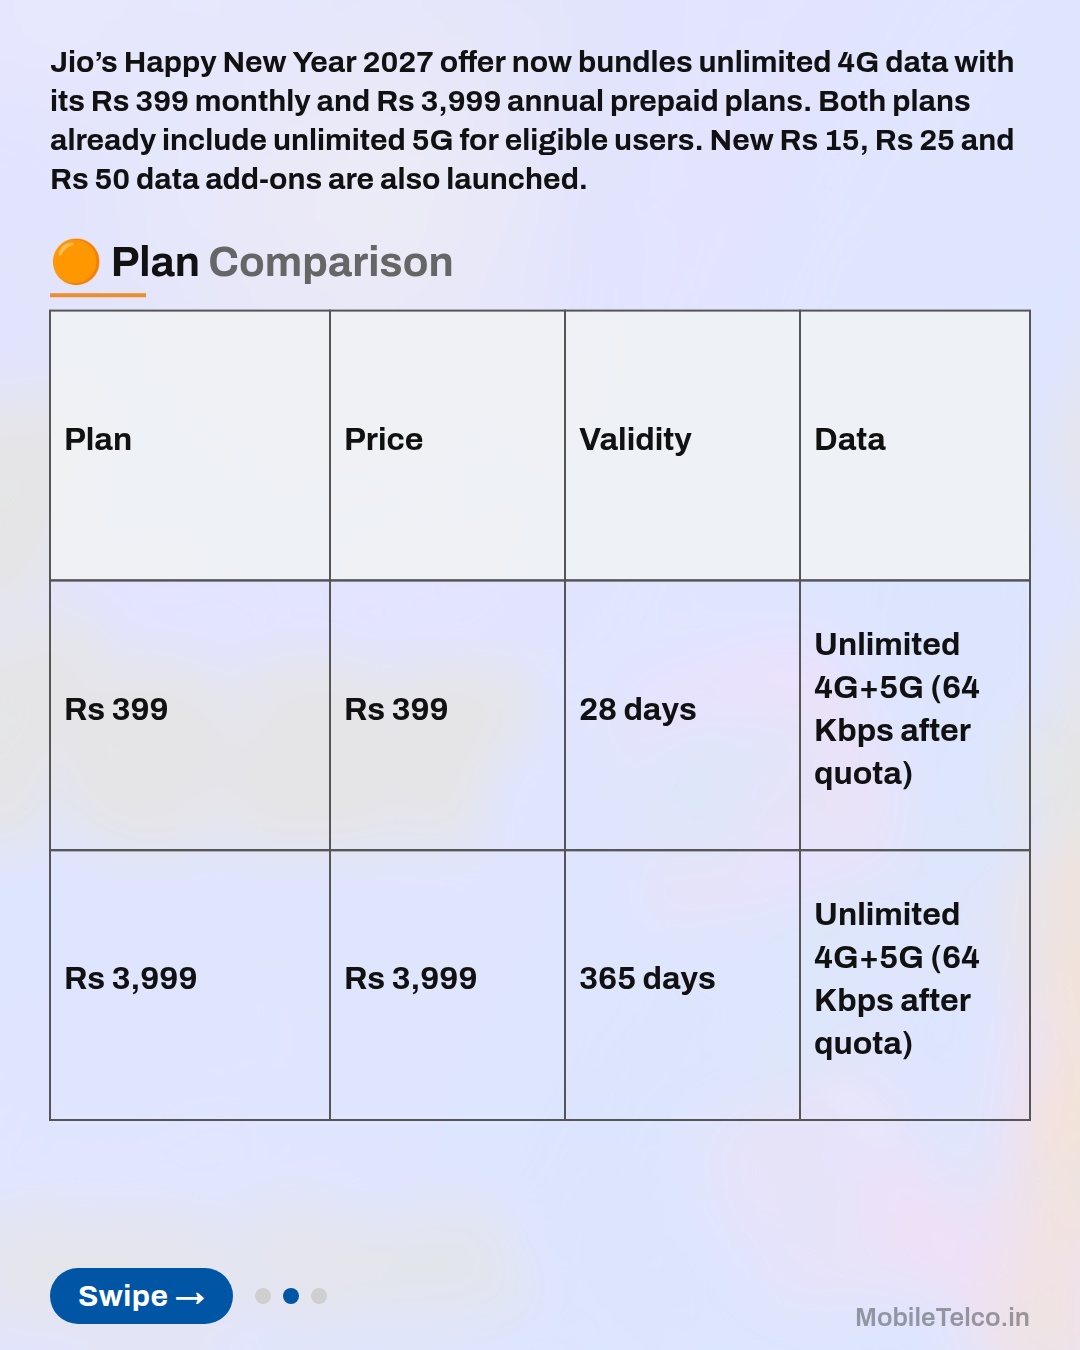 Jio’s Happy New Year 2027 offer now bundles unlimited 4G data with
its Rs 399 monthly and Rs 3,999 annual prepaid plans. Both plans
already include unlimited 5G for eligible users. New Rs 15, Rs 25 and
Rs 50 data add-ons are also launched.
🟠 Plan Comparison
Plan
Price
Validity
Data
Rs 399
Rs 399
28 days
Unlimited
4G+5G (64
Kbps after
quota)
Rs 3,999
Rs 3,999
365 days
Unlimited
4G+5G (64
Kbps after
quota)
Swipe →
MobileTelco.in